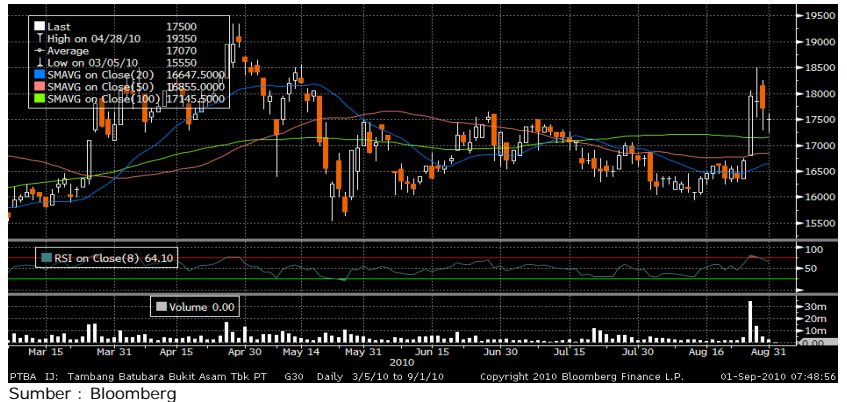 Last 17500
High on 04/28/10 19350
Average 17070
Low on 03/05/10 15550
SMAVG on Close(20) 16647.5000
SMAVG on Close(50) 16855.0000
SMAVG on Close(100) 17145.5000
19500
19000
18500
18000
17500
17000
16500
16000
15500
RSI on Close(8) 64.10
100
50
Volume 0.00
30m
20m
10m
0.00
Mar 15 Mar 31 Apr 15 Apr 30 May 14 May 31 Jun 15 Jun 30 Jul 15 Jul 30 Aug 16 Aug 31
2010
PTBA IJ: Tambang Batubara Bukit Asam Tbk PT G30 Daily 3/5/10 to 9/1/10 Copyright 2010 Bloomberg Finance L.P. 01-Sep-2010 07:48:56
Sumber : Bloomberg